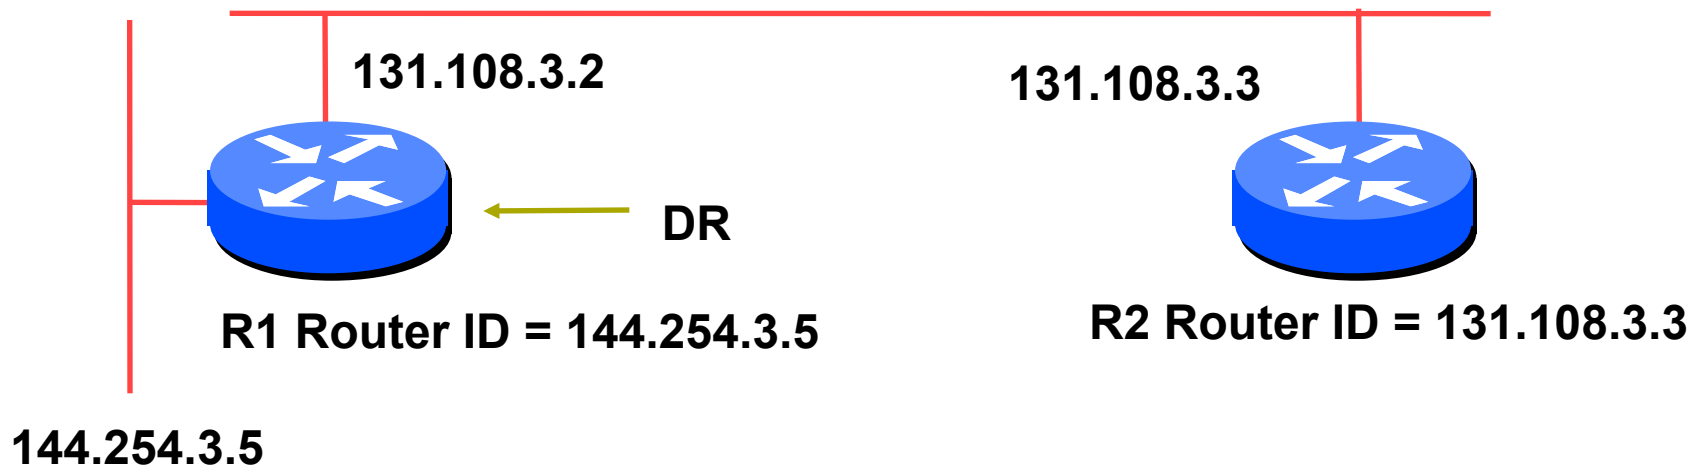 131.108.3.2
131.108.3.3
DR
R1 Router ID = 144.254.3.5
R2 Router ID = 131.108.3.3
144.254.3.5